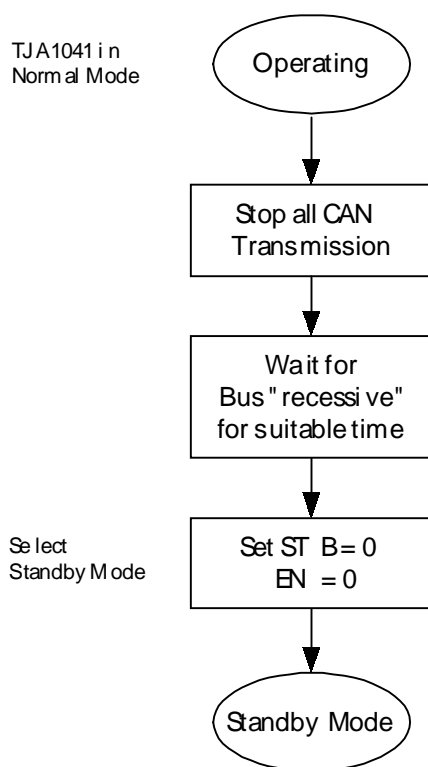 TJA1041 in
Normal Mode
Operating
Stop all CAN
Transmission
Wait for
Bus "recessive"
for suitable time
Select
Standby Mode
Set STB = 0
EN = 0
Standby Mode